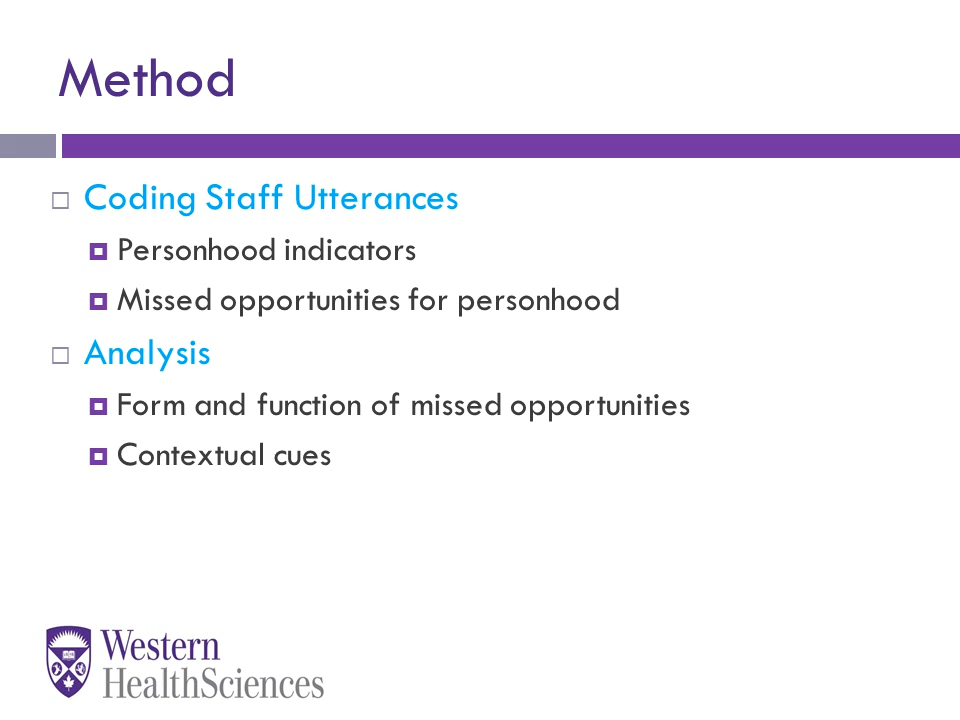 Method
Coding Staff Utterances
Personhood indicators
Missed opportunities for personhood
Analysis
Form and function of missed opportunities
Contextual cues
Western
HealthSciences